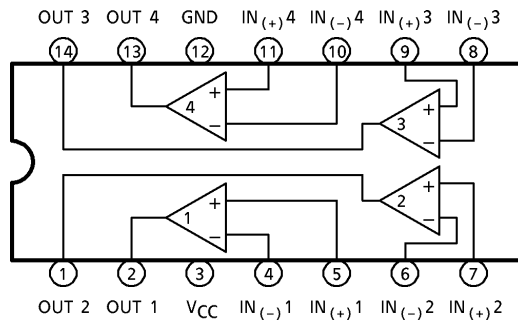 OUT 3 OUT 4 GND IN(+)4 IN(−)4 IN(+)3 IN(−)3
14 13 12 11 10 9 8
+ − 4
+ − 3
+ − 2
+ − 1
1 2 3 4 5 6 7
OUT 2 OUT 1 VCC IN(−)1 IN(+)1 IN(−)2 IN(+)2